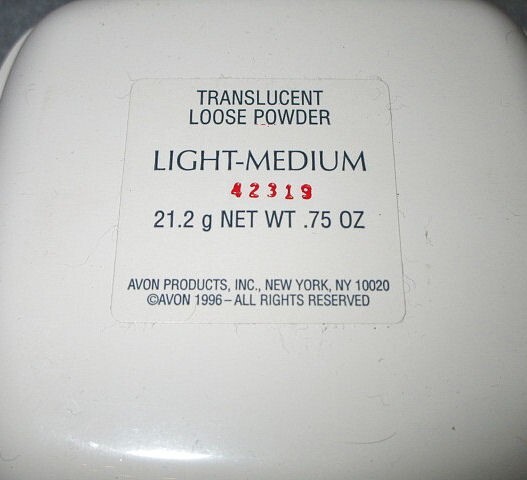 TRANSLUCENT
LOOSE POWDER
LIGHT-MEDIUM
42319
21.2 g NET WT .75 OZ
AVON PRODUCTS, INC., NEW YORK, NY 10020
©AVON 1996 – ALL RIGHTS RESERVED